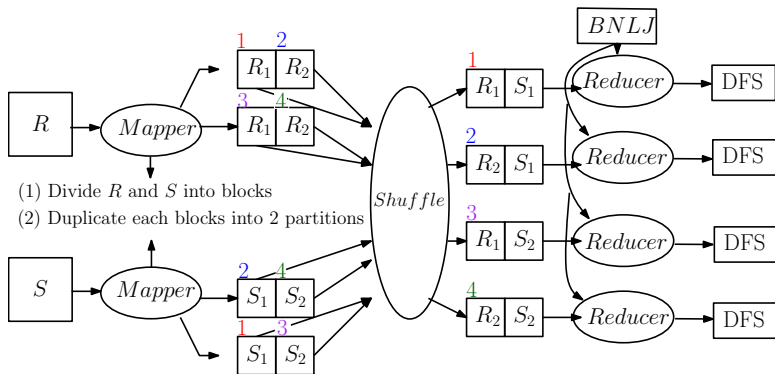 BNLJ
1 2
R1 R2
3 4
R1 R2
R
Mapper
(1) Divide R and S into blocks
(2) Duplicate each blocks into 2 partitions
S
Mapper
2 4
S1 S2
1 3
S1 S2
Shuffle
1
R1 S1
Reducer
DFS
2
R2 S1
Reducer
DFS
3
R1 S2
Reducer
DFS
4
R2 S2
Reducer
DFS